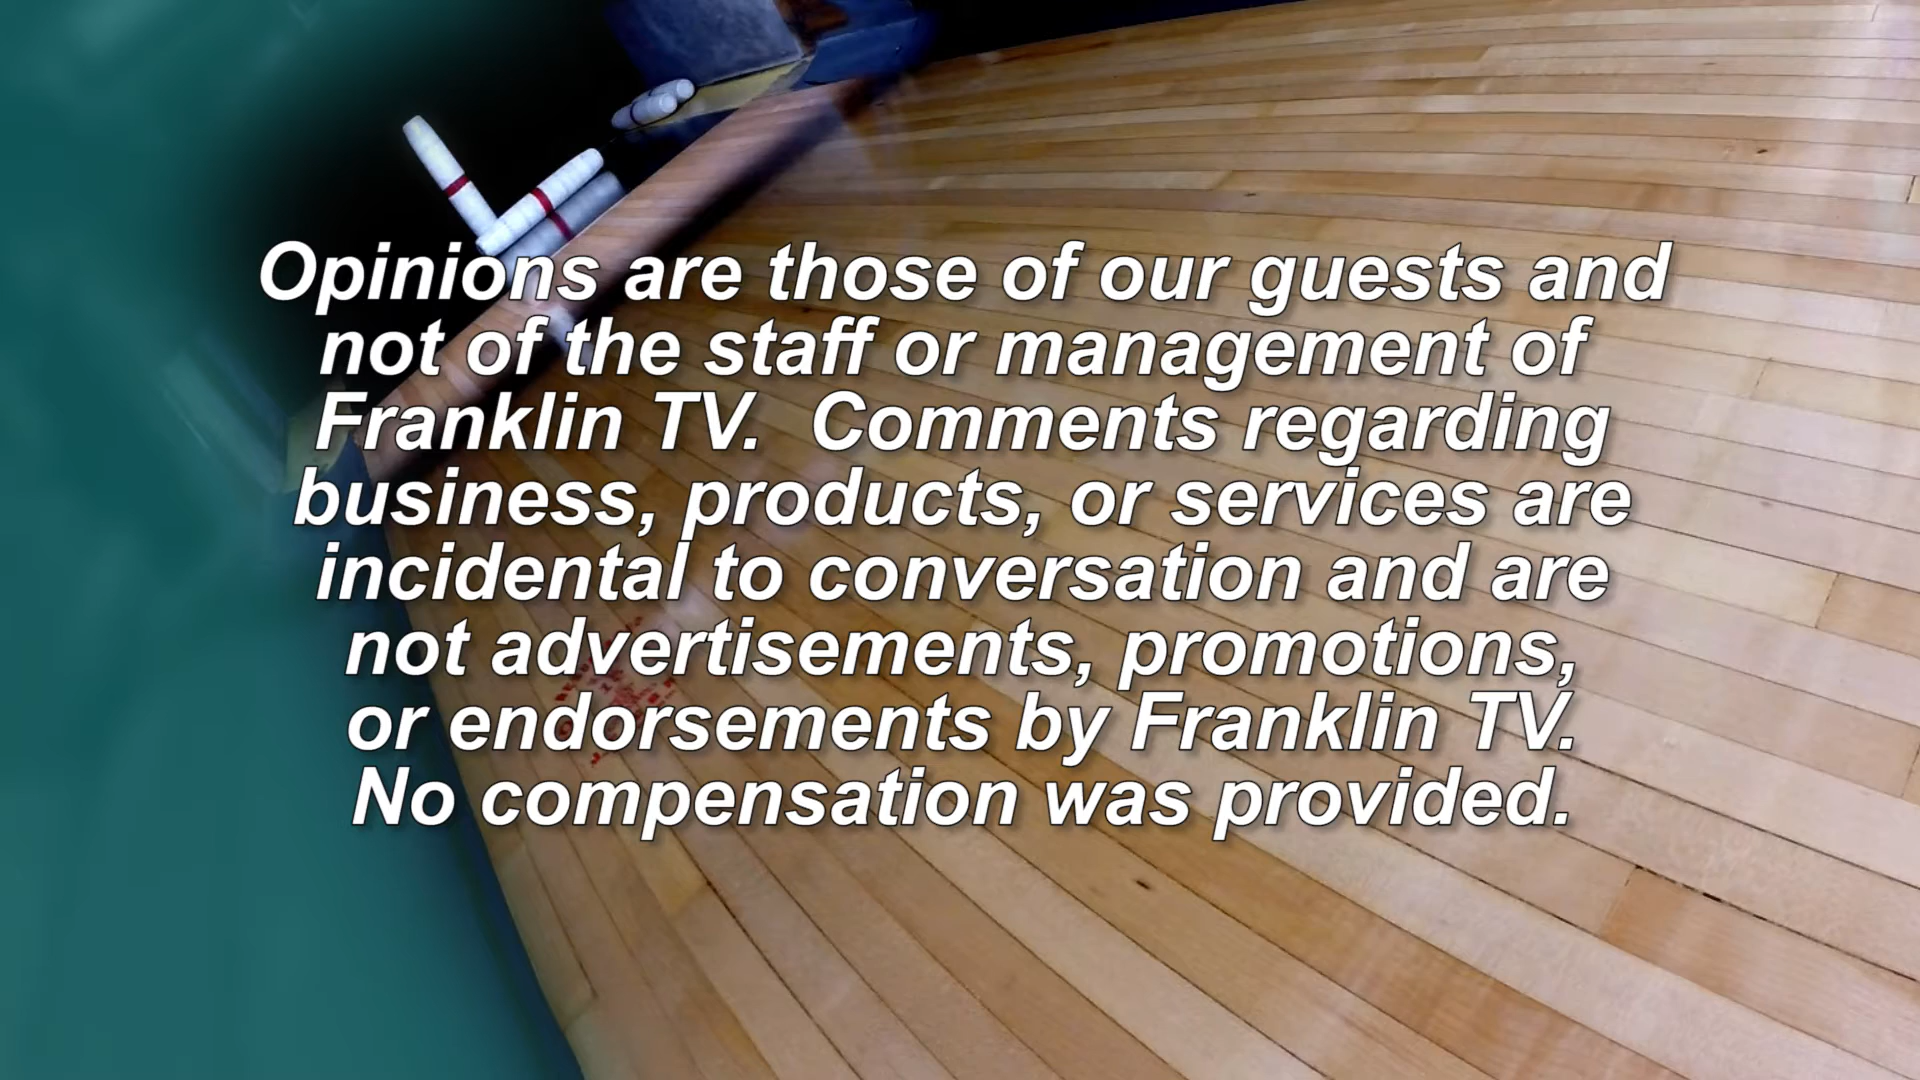 Opinions are those of our guests and
not of the staff or management of
Franklin TV. Comments regarding
business, products, or services are
incidental to conversation and are
not advertisements, promotions,
or endorsements by Franklin TV.
No compensation was provided.